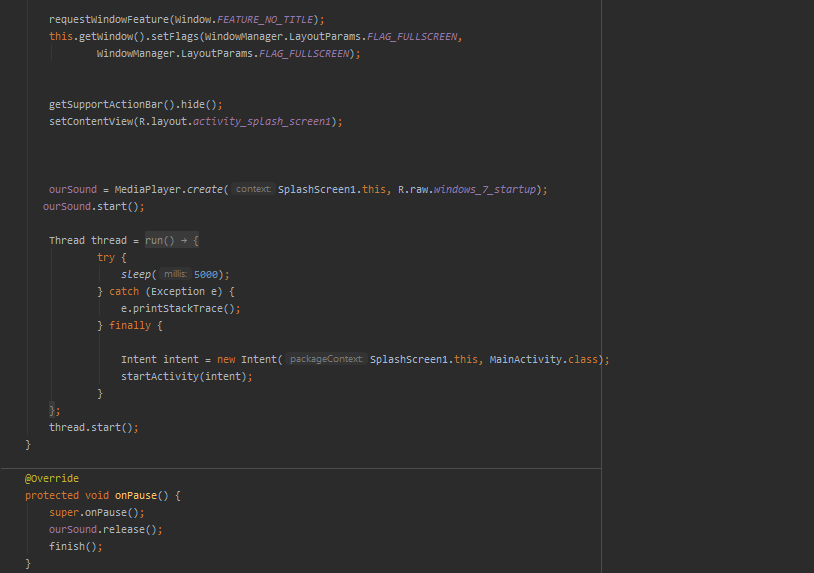 requestWindowFeature(Window.FEATURE_NO_TITLE);
this.getWindow().setFlags(WindowManager.LayoutParams.FLAG_FULLSCREEN,
WindowManager.LayoutParams.FLAG_FULLSCREEN);
getSupportActionBar().hide();
setContentView(R.layout.activity_splash_screen1);
ourSound = MediaPlayer.create( context: SplashScreen1.this, R.raw.windows_7_startup);
ourSound.start();
Thread thread = run() → {
try {
sleep( millis: 5000);
} catch (Exception e) {
e.printStackTrace();
} finally {
Intent intent = new Intent( packageContext: SplashScreen1.this, MainActivity.class);
startActivity(intent);
}
};
thread.start();
}
@Override
protected void onPause() {
super.onPause();
ourSound.release();
finish();
}